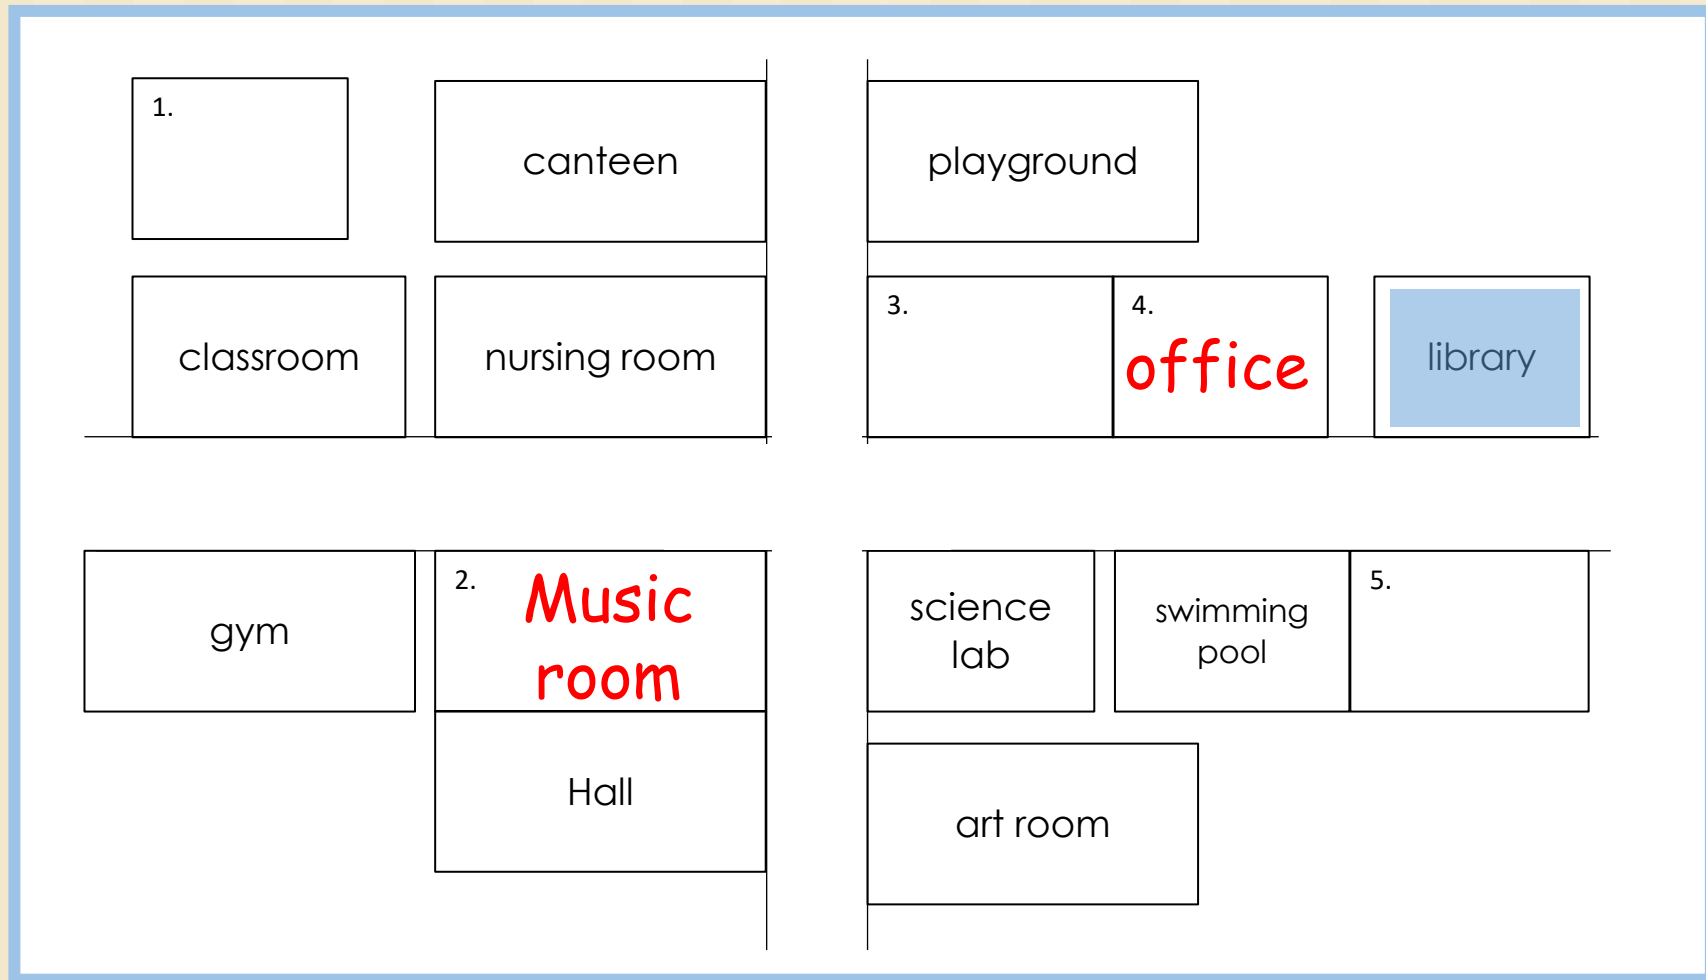 1.
canteen
playground
classroom
nursing room
3.
4.
office
library
gym
2.
Music
room
science
lab
swimming
pool
5.
Hall
art room